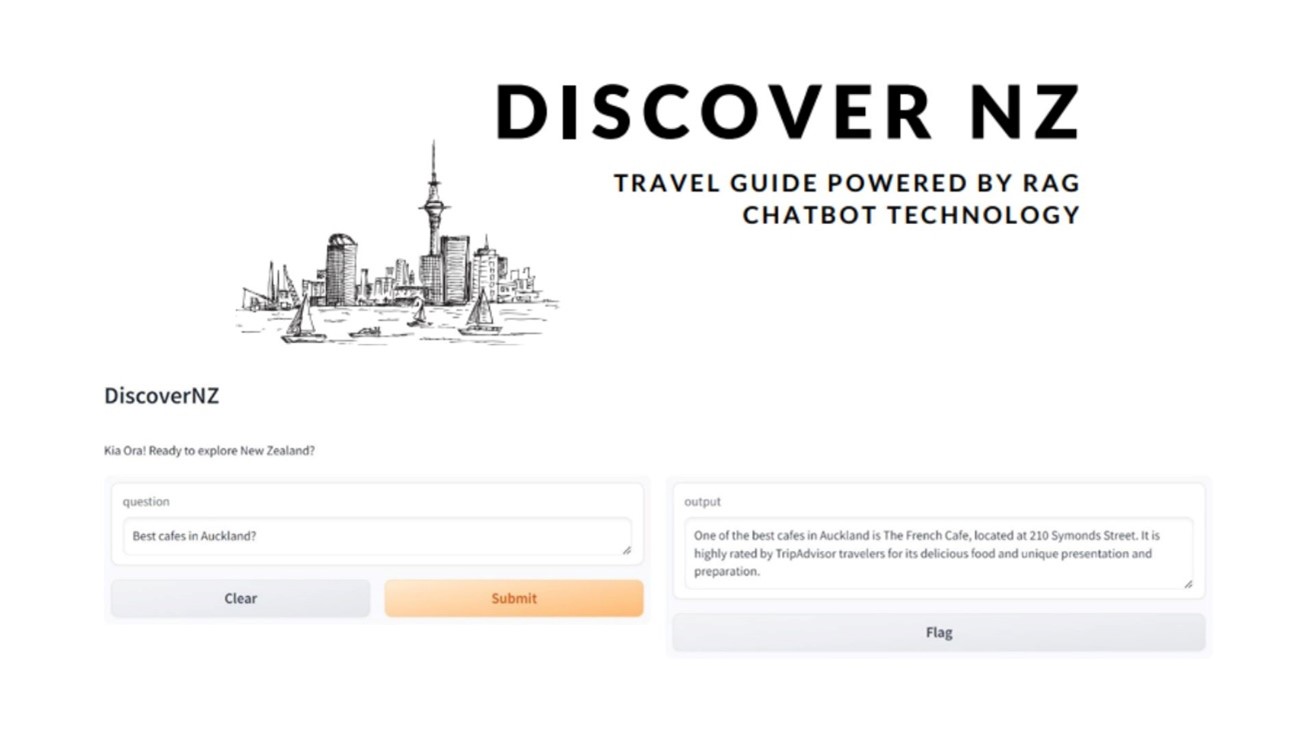 DISCOVER NZ
TRAVEL GUIDE POWERED BY RAG
CHATBOT TECHNOLOGY
DiscoverNZ
Kia Ora! Ready to explore New Zealand?
question
Best cafes in Auckland?
Clear
Submit
output
One of the best cafes in Auckland is The French Cafe, located at 210 Symonds Street. It is
highly rated by TripAdvisor travelers for its delicious food and unique presentation and
preparation.
Flag